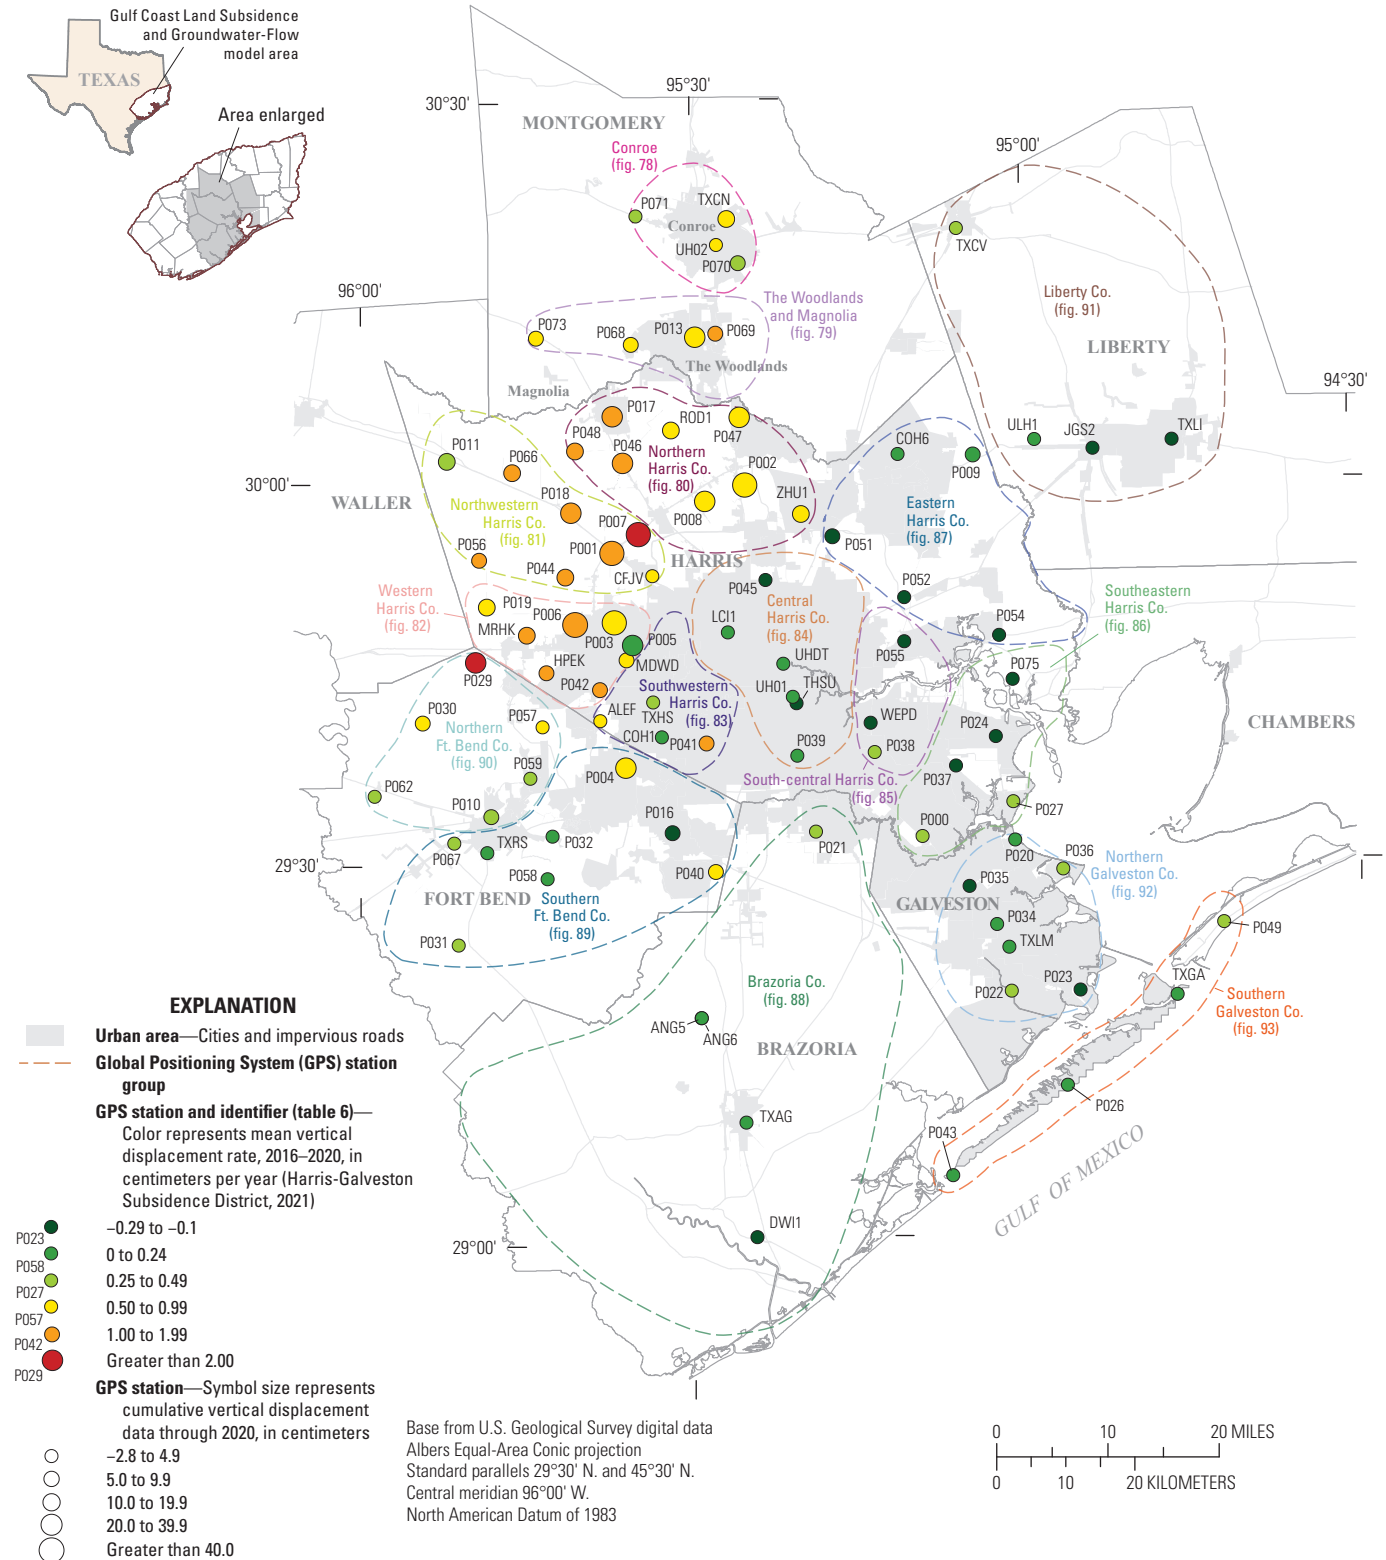 Gulf Coast Land Subsidence
and Groundwater-Flow
model area
TEXAS
Area enlarged
95°30'
30°30'
MONTGOMERY
Conroe
(fig. 78)
95°00'
P071
TXCN
Conroe
UH02
P070
TXCV
96°00'
The Woodlands
and Magnolia
(fig. 79)
Liberty Co.
(fig. 91)
P073
P068
P013
P069
The Woodlands
LIBERTY
Magnolia
94°30'
P017
ROD1
P047
P048
P046
Northern
Harris Co.
(fig. 80)
P002
P008
ZHU1
P011
P066
COH6
P009
ULH1
JGS2
TXLI
30°00'
WALLER
Northwestern
Harris Co.
(fig. 81)
P018
P007
P001
Eastern
Harris Co.
(fig. 87)
P051
P056
P044
CFJV
HARRIS
P045
P052
Western
Harris Co.
(fig. 82)
P019
P006
MRHK
P003
P005
MDWD
LCI1
Central
Harris Co.
(fig. 84)
UHDT
P055
P054
Southeastern
Harris Co.
(fig. 86)
P075
P029
HPEK
P042
Southwestern
Harris Co.
(fig. 83)
UH01
THSU
WEPD
P024
CHAMBERS
P030
P057
ALEF
TXHS
COH1
P041
P039
P038
Northern
Ft. Bend Co.
(fig. 90)
P059
P004
South-central Harris Co.
(fig. 85)
P037
P062
P010
P016
P027
P000
P021
P067
TXRS
P032
P020
29°30'
P058
P040
P036
Northern
Galveston Co.
(fig. 92)
P035
FORT BEND
Southern
Ft. Bend Co.
(fig. 89)
GALVESTON
P034
TXLM
P049
P031
Brazoria Co.
(fig. 88)
P022
P023
TXGA
Southern
Galveston Co.
(fig. 93)
ANG5
ANG6
BRAZORIA
P026
TXAG
P043
GULF OF MEXICO
DWI1
29°00'
EXPLANATION
Urban area—Cities and impervious roads
Global Positioning System (GPS) station
group
GPS station and identifier (table 6)—
Color represents mean vertical
displacement rate, 2016–2020, in
centimeters per year (Harris-Galveston
Subsidence District, 2021)
P023 −0.29 to −0.1
P058 0 to 0.24
P027 0.25 to 0.49
P057 0.50 to 0.99
P042 1.00 to 1.99
P029 Greater than 2.00
GPS station—Symbol size represents
cumulative vertical displacement
data through 2020, in centimeters
−2.8 to 4.9
5.0 to 9.9
10.0 to 19.9
20.0 to 39.9
Greater than 40.0
Base from U.S. Geological Survey digital data
Albers Equal-Area Conic projection
Standard parallels 29°30' N. and 45°30' N.
Central meridian 96°00' W.
North American Datum of 1983
0 10 20 MILES
0 10 20 KILOMETERS